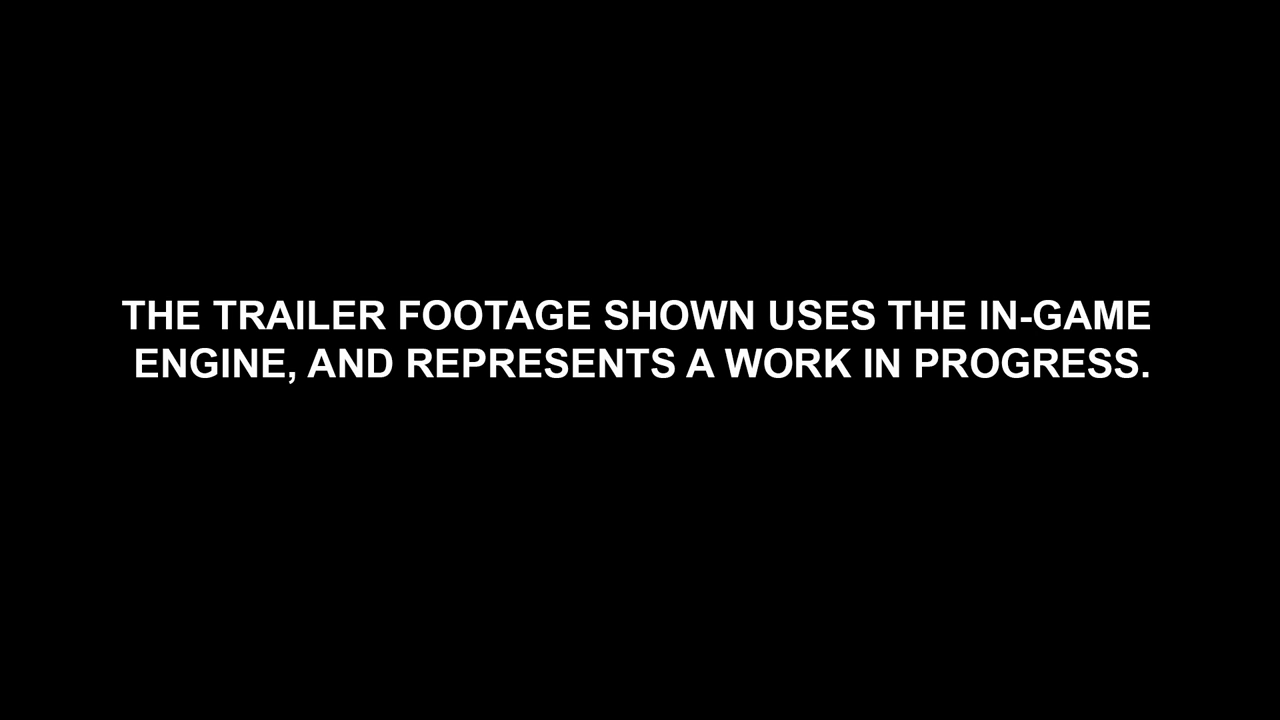 THE TRAILER FOOTAGE SHOWN USES THE IN-GAME
ENGINE, AND REPRESENTS A WORK IN PROGRESS.